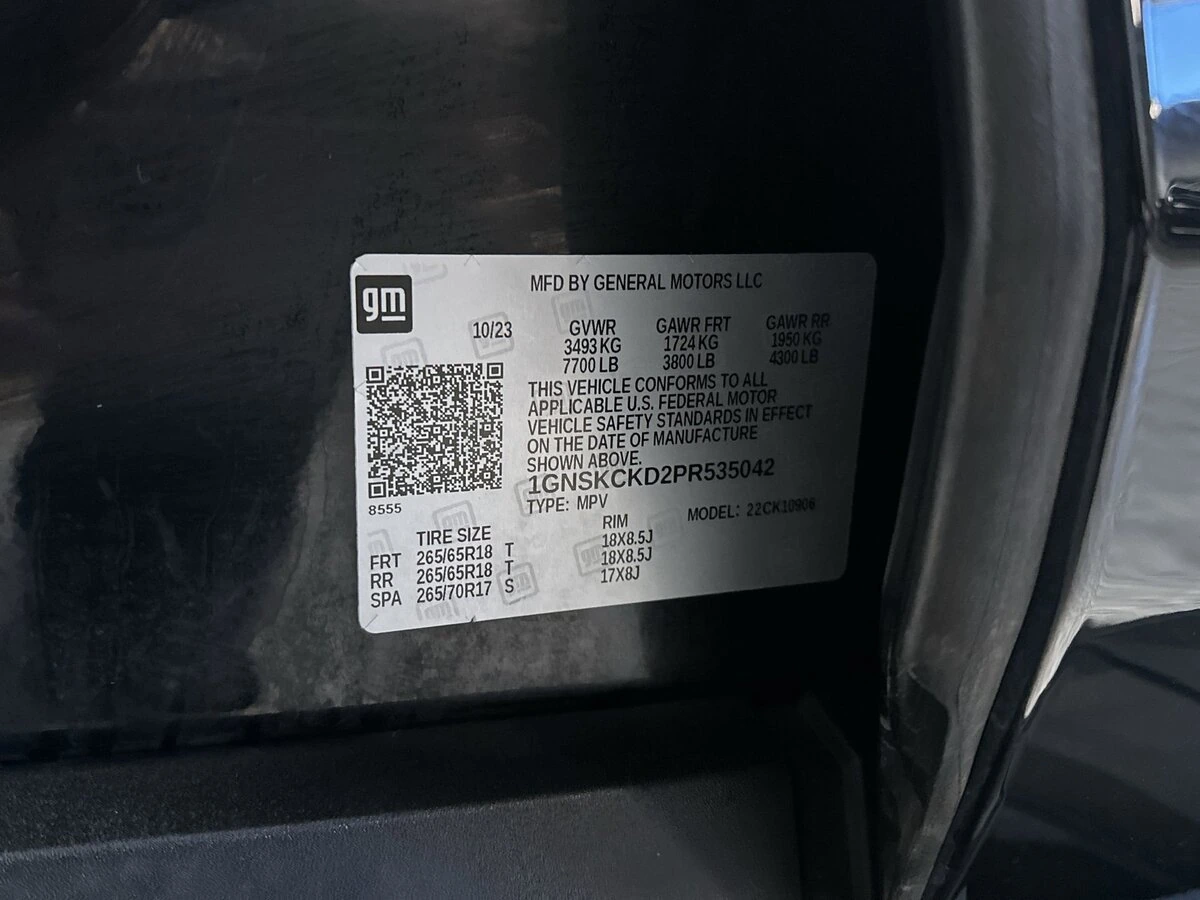 gm
MFD BY GENERAL MOTORS LLC
10/23 GVWR GAWR FRT GAWR RR
3493 KG 1724 KG 1950 KG
7700 LB 3800 LB 4300 LB
THIS VEHICLE CONFORMS TO ALL
APPLICABLE U.S. FEDERAL MOTOR
VEHICLE SAFETY STANDARDS IN EFFECT
ON THE DATE OF MANUFACTURE
SHOWN ABOVE.
1GNSKCKD2PR535042
8555
TYPE: MPV MODEL: 22CK10906
TIRE SIZE RIM
FRT 265/65R18 T 18X8.5J
RR 265/65R18 T 18X8.5J
SPA 265/70R17 S 17X8J